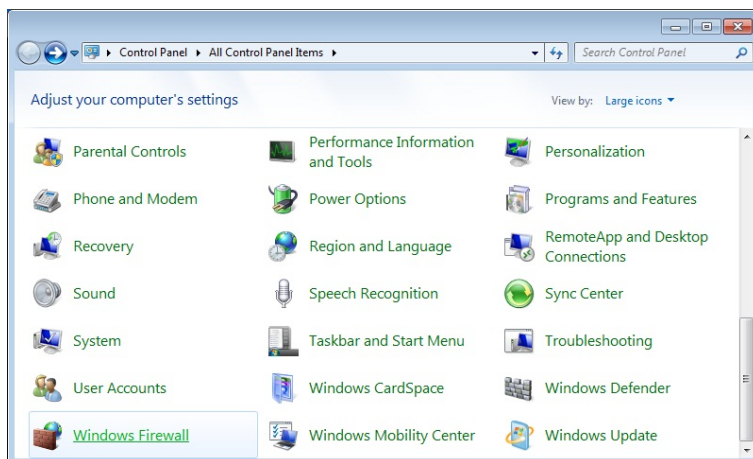 Control Panel All Control Panel Items
Search Control Panel
Adjust your computer's settings
View by: Large icons
Parental Controls
Performance Information
and Tools
Personalization
Phone and Modem
Power Options
Programs and Features
Recovery
Region and Language
RemoteApp and Desktop
Connections
Sound
Speech Recognition
Sync Center
System
Taskbar and Start Menu
Troubleshooting
User Accounts
Windows CardSpace
Windows Defender
Windows Firewall
Windows Mobility Center
Windows Update